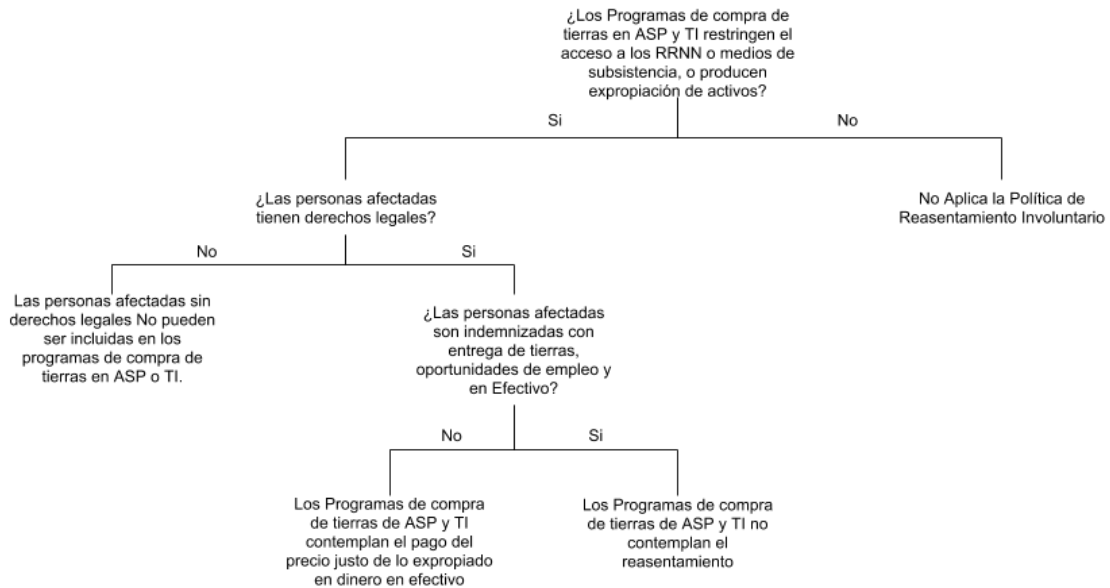 ¿Los Programas de compra de
tierras en ASP y TI restringen el
acceso a los RRNN o medios de
subsistencia, o producen
expropiación de activos?
Si
No
¿Las personas afectadas
tienen derechos legales?
No Aplica la Política de
Reasentamiento Involuntario
No
Si
Las personas afectadas sin
derechos legales No pueden
ser incluidas en los
programas de compra de
tierras en ASP o TI.
¿Las personas afectadas
son indemnizadas con
entrega de tierras,
oportunidades de empleo y
en Efectivo?
No
Si
Los Programas de compra
de tierras de ASP y TI
contemplan el pago del
precio justo de lo expropiado
en dinero en efectivo
Los Programas de compra
de tierras de ASP y TI no
contemplan el
reasentamiento